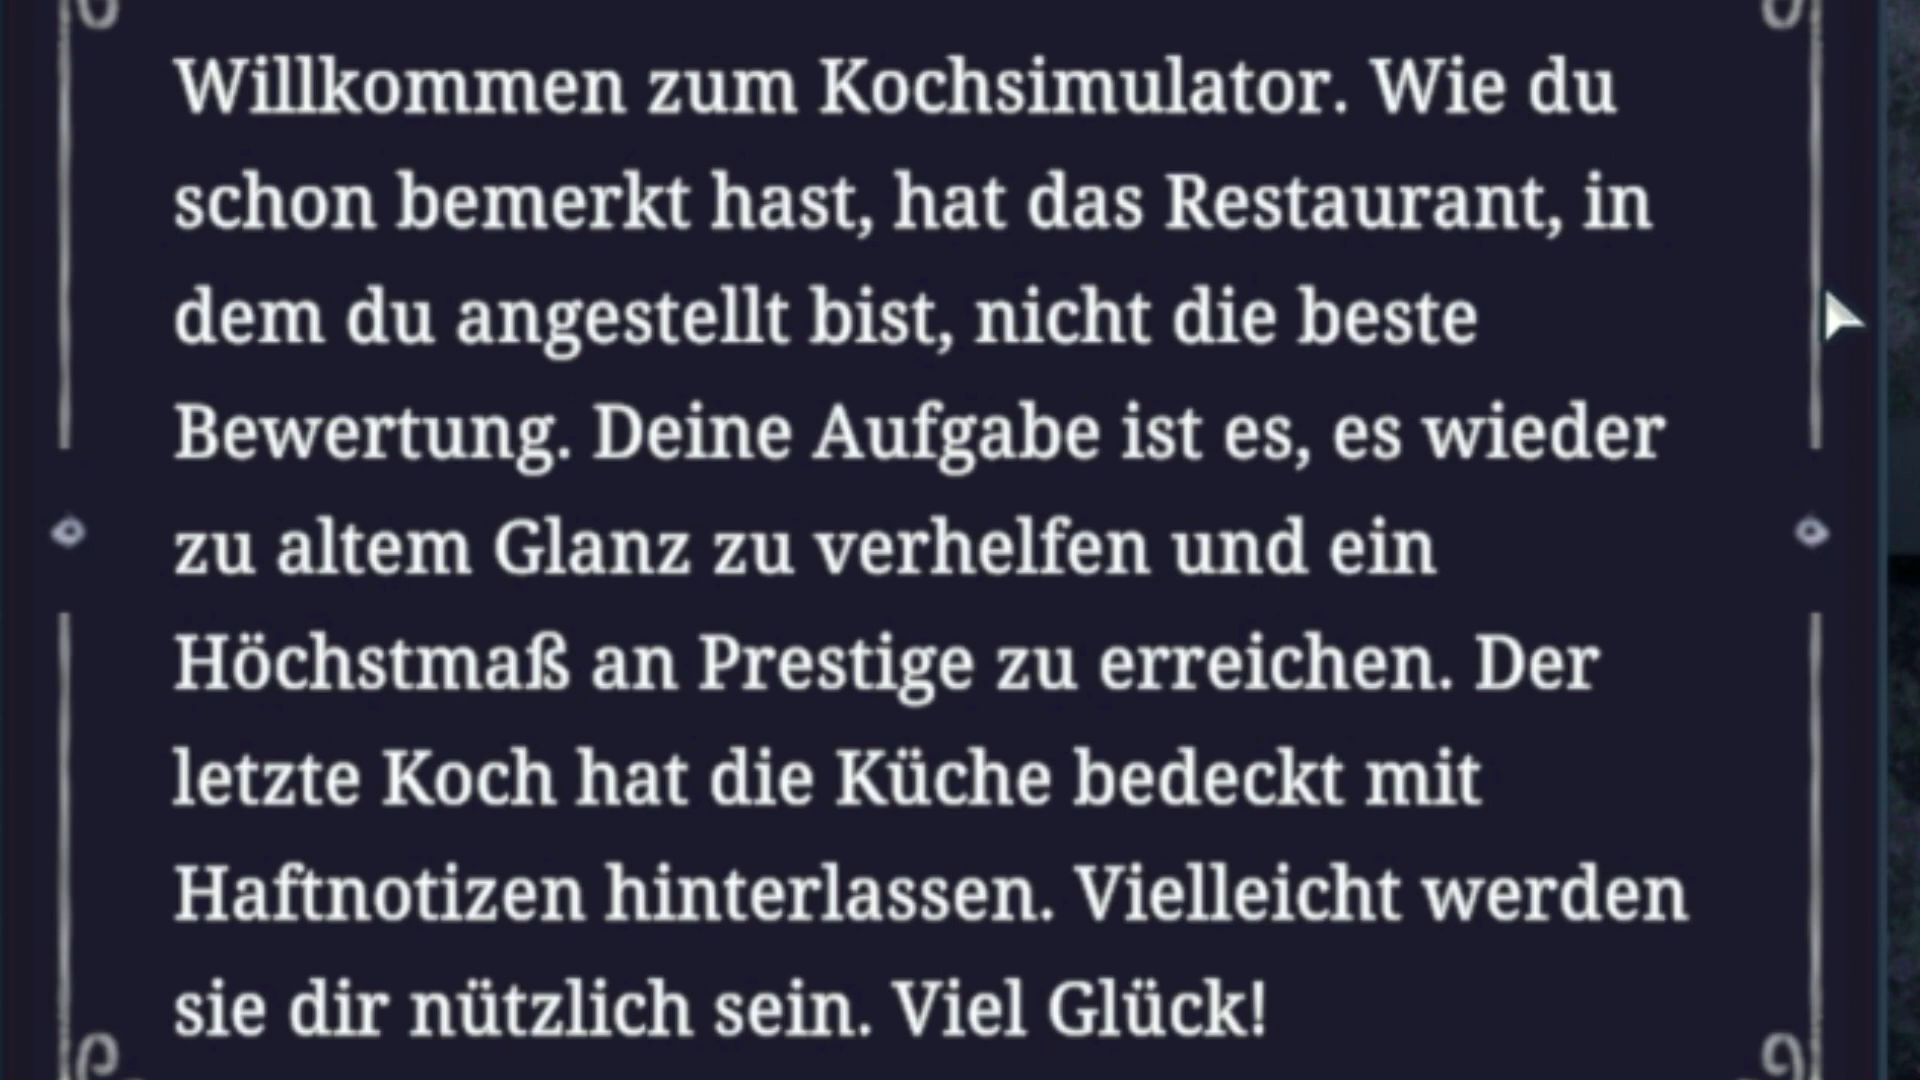 Willkommen zum Kochsimulator. Wie du
schon bemerkt hast, hat das Restaurant, in
dem du angestellt bist, nicht die beste
Bewertung. Deine Aufgabe ist es, es wieder
zu altem Glanz zu verhelfen und ein
Höchstmaß an Prestige zu erreichen. Der
letzte Koch hat die Küche bedeckt mit
Haftnotizen hinterlassen. Vielleicht werden
sie dir nützlich sein. Viel Glück!